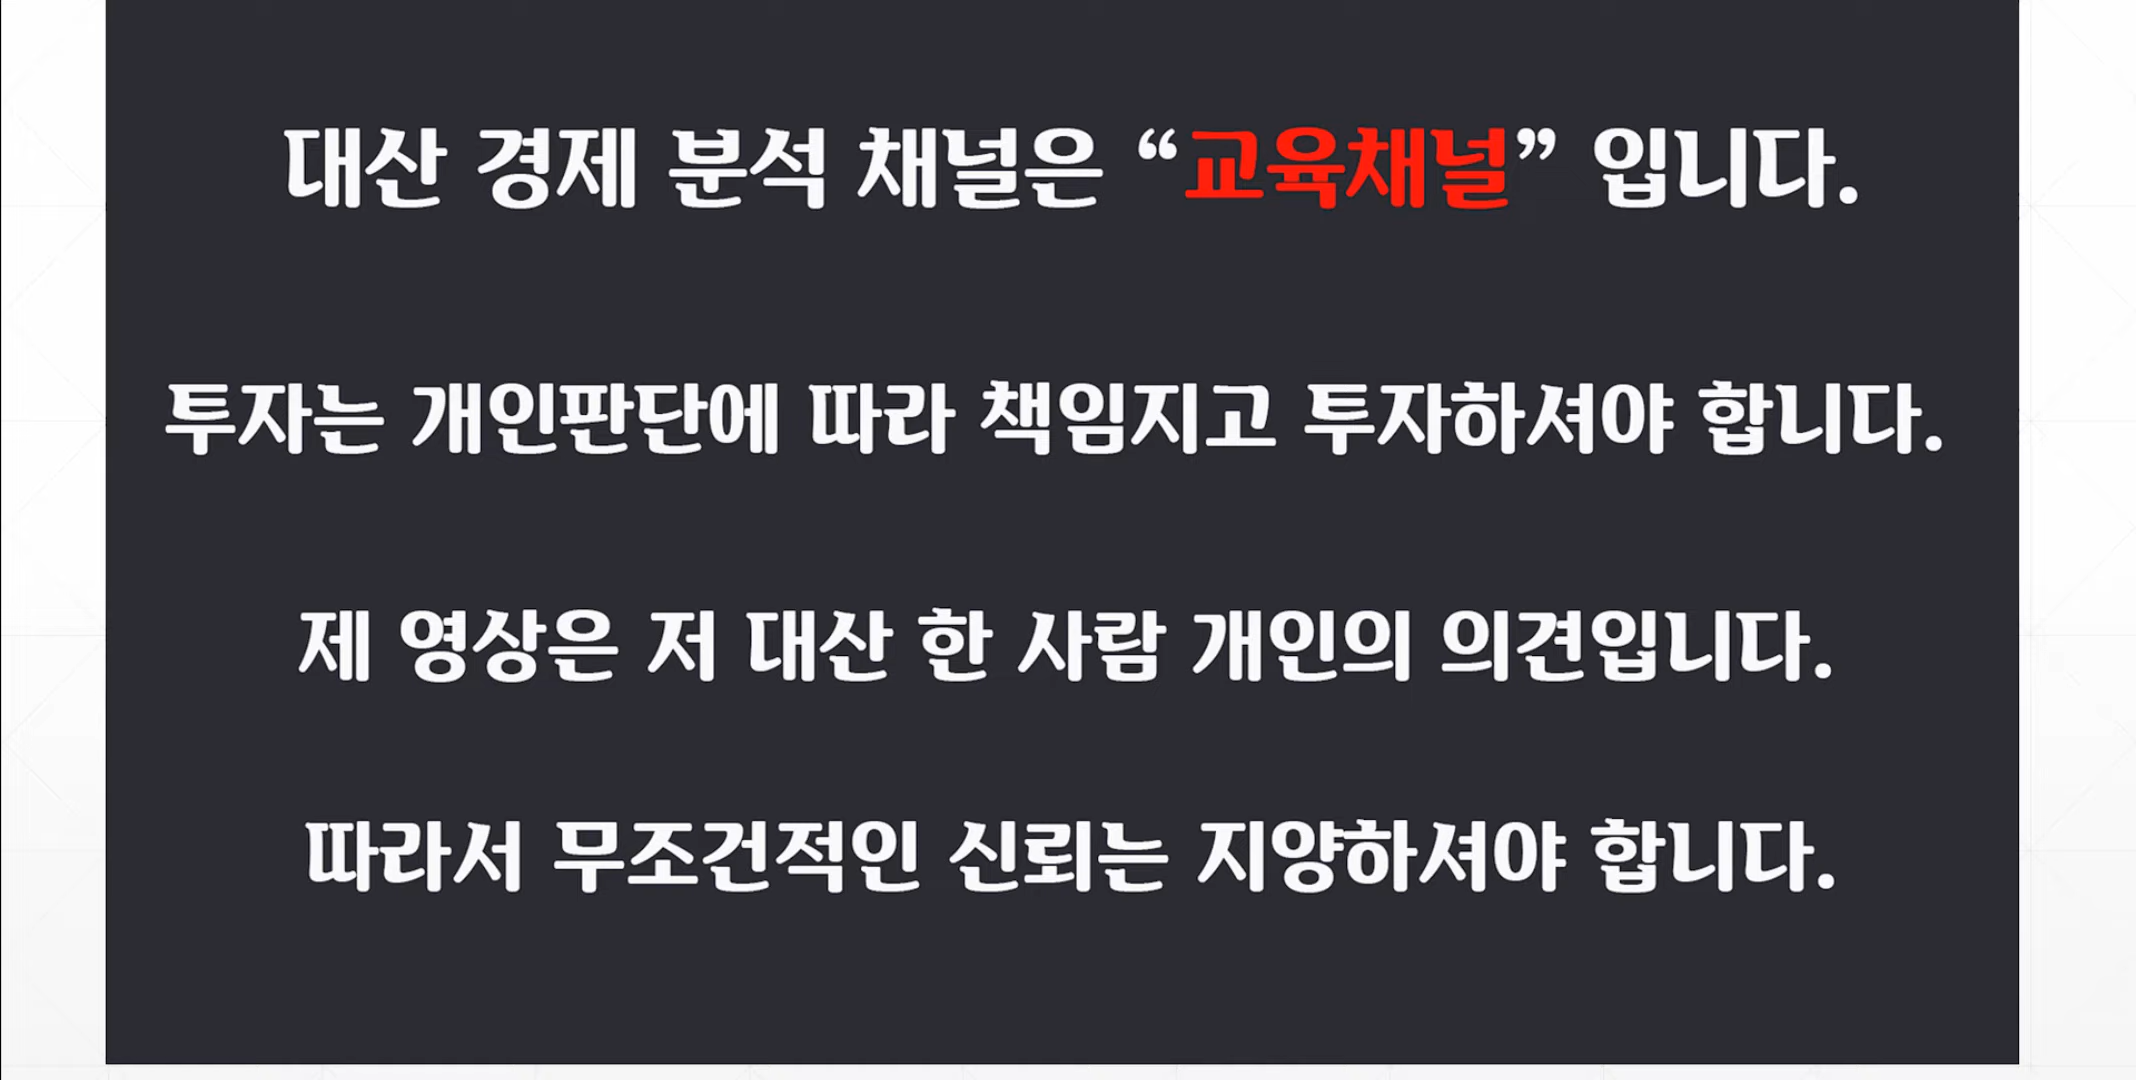 대산 경제 분석 채널은 “교육채널” 입니다.
투자는 개인판단에 따라 책임지고 투자하셔야 합니다.
제 영상은 저 대산 한 사람 개인의 의견입니다.
따라서 무조건적인 신뢰는 지양하셔야 합니다.